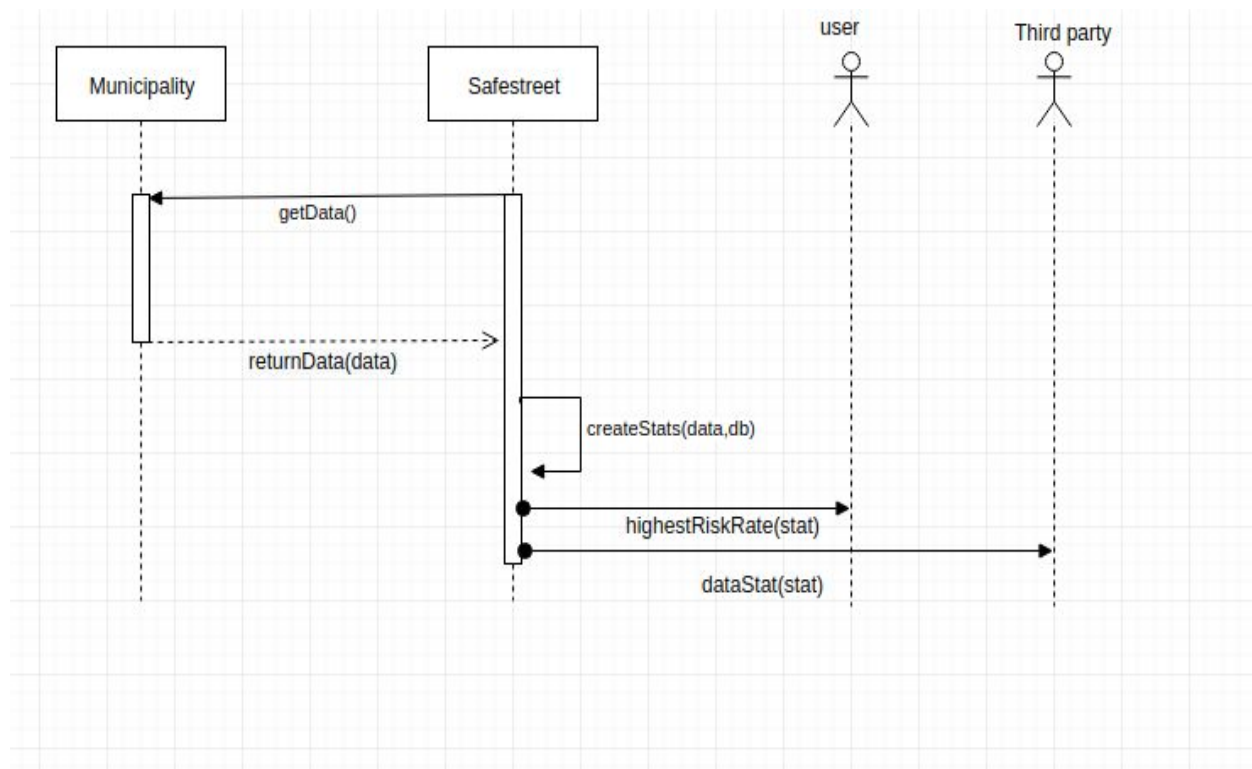 user
Third party
Municipality
Safestreet
getData()
returnData(data)
createStats(data,db)
highestRiskRate(stat)
dataStat(stat)